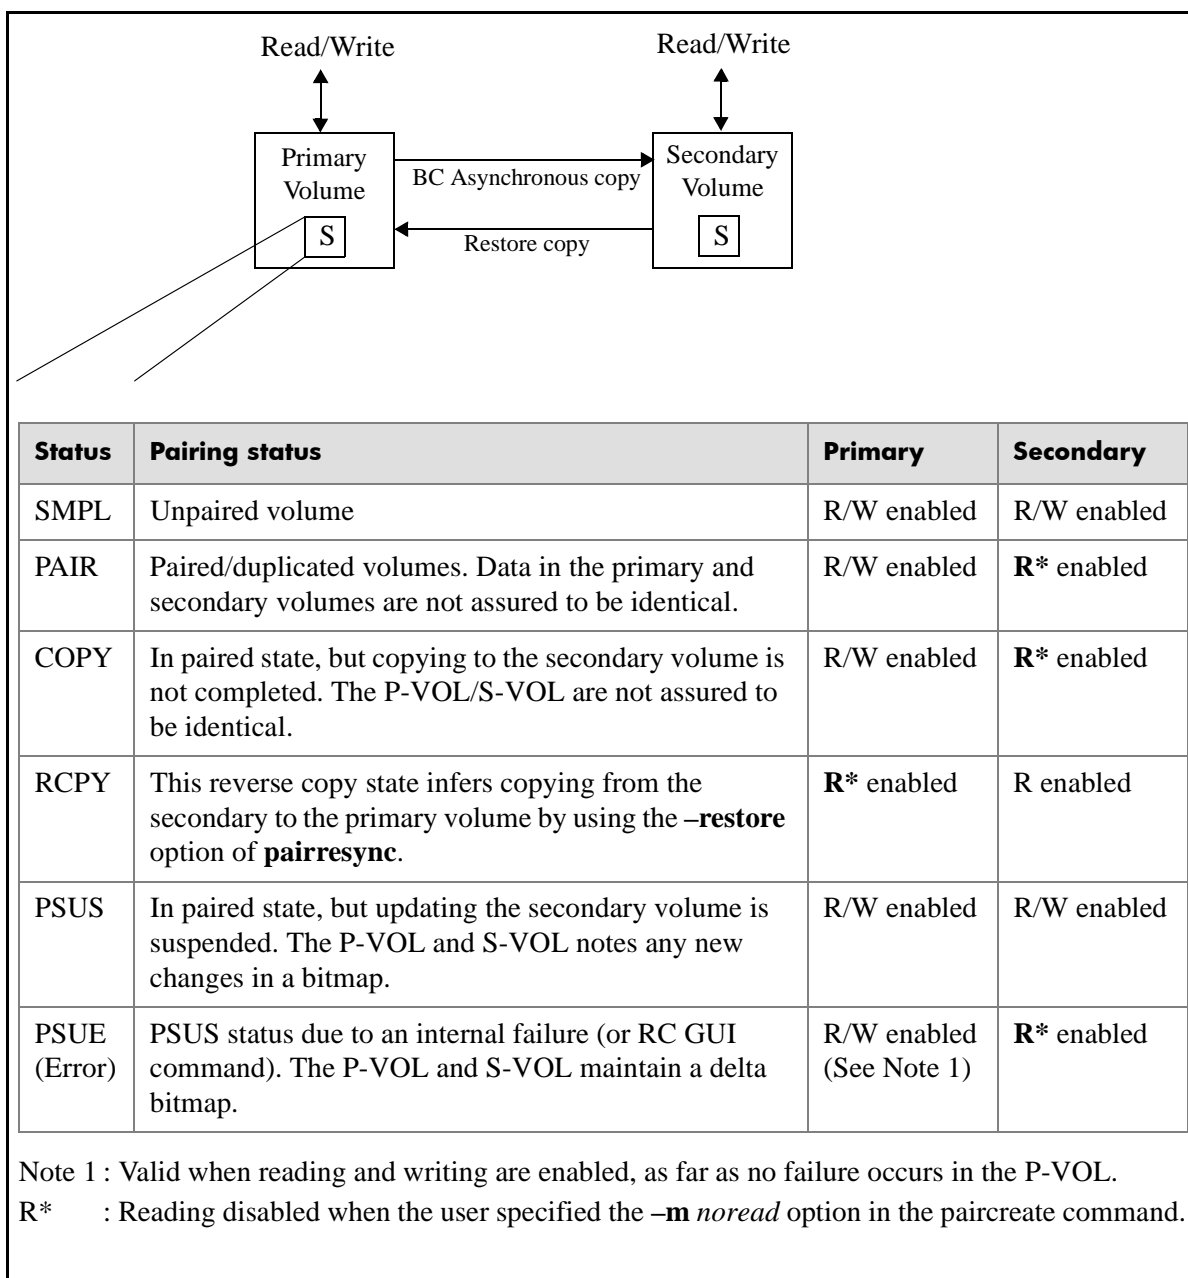 Read/Write Read/Write
Primary Volume
BC Asynchronous copy
Secondary Volume
S
Restore copy
S
Status Pairing status Primary Secondary
SMPL Unpaired volume R/W enabled R/W enabled
PAIR Paired/duplicated volumes. Data in the primary and R/W enabled R* enabled
secondary volumes are not assured to be identical.
COPY In paired state, but copying to the secondary volume is R/W enabled R* enabled
not completed. The P-VOL/S-VOL are not assured to
be identical.
RCPY This reverse copy state infers copying from the R* enabled R enabled
secondary to the primary volume by using the –restore
option of pairresync.
PSUS In paired state, but updating the secondary volume is R/W enabled R/W enabled
suspended. The P-VOL and S-VOL notes any new
changes in a bitmap.
PSUE PSUS status due to an internal failure (or RC GUI R/W enabled R* enabled
(Error) command). The P-VOL and S-VOL maintain a delta (See Note 1)
bitmap.
Note 1 : Valid when reading and writing are enabled, as far as no failure occurs in the P-VOL.
R* : Reading disabled when the user specified the –m noread option in the paircreate command.